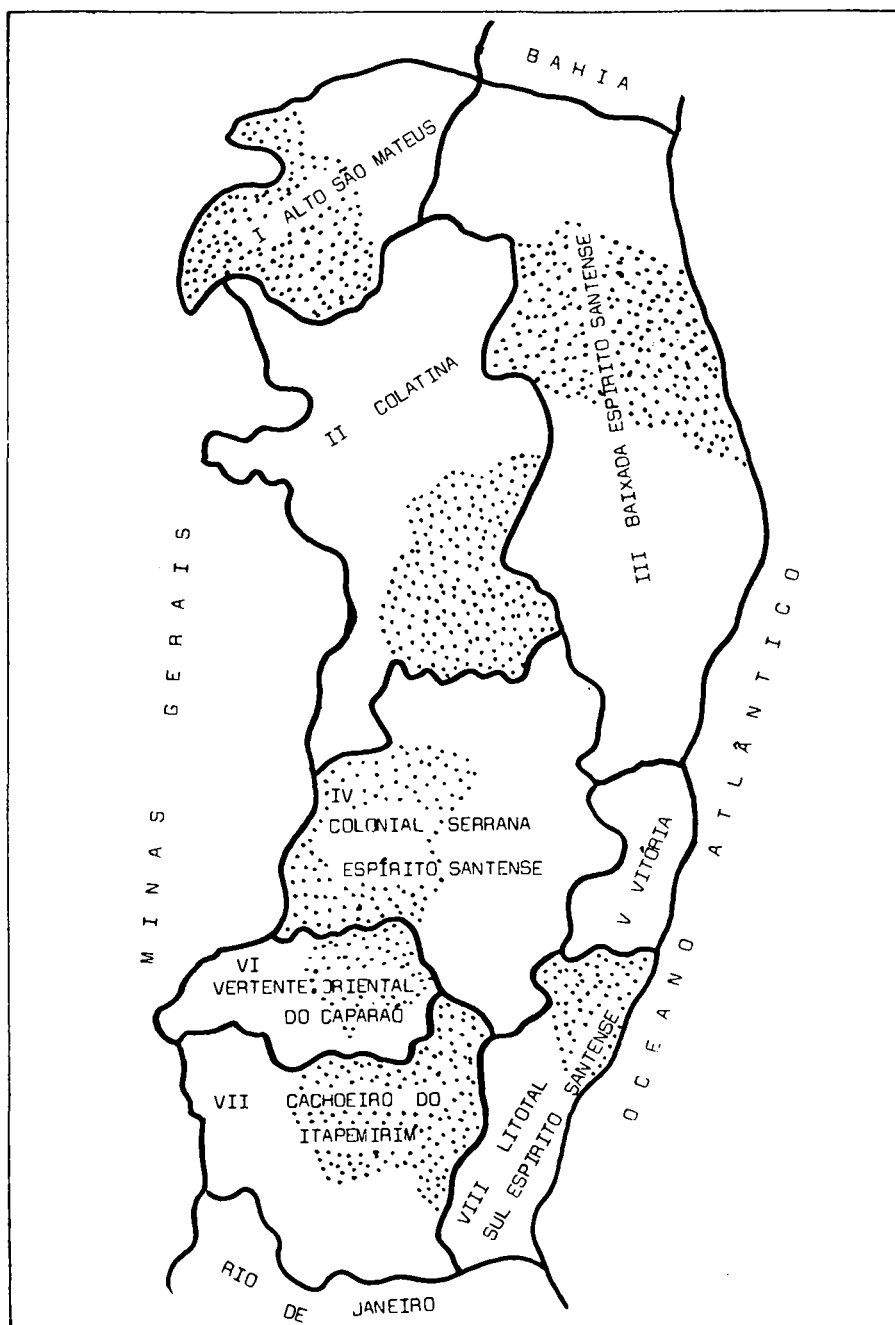 BAHIA
I ALTO SÃO MATEUS
II COLATINA
III BAIXADA ESPÍRITO SANTENSE
MINAS GERAIS
OCEANO ATLÂNTICO
IV
COLONIAL SERRANA
ESPÍRITO SANTENSE
V VITÓRIA
VI
VERTENTE ORIENTAL
DO CAPARAÓ
VII CACHOEIRO DO
ITAPEMIRIM
VIII LITOTAL
SUL ESPÍRITO SANTENSE
RIO
DE JANEIRO